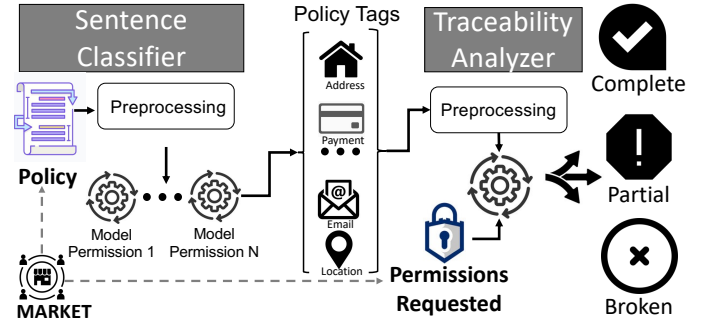 Sentence
Classifier
Policy Tags
Traceability
Analyzer
Preprocessing
Policy
Model
Permission 1
Model
Permission N
MARKET
Address
Payment
@
Email
Location
Preprocessing
Permissions
Requested
Complete
Partial
Broken